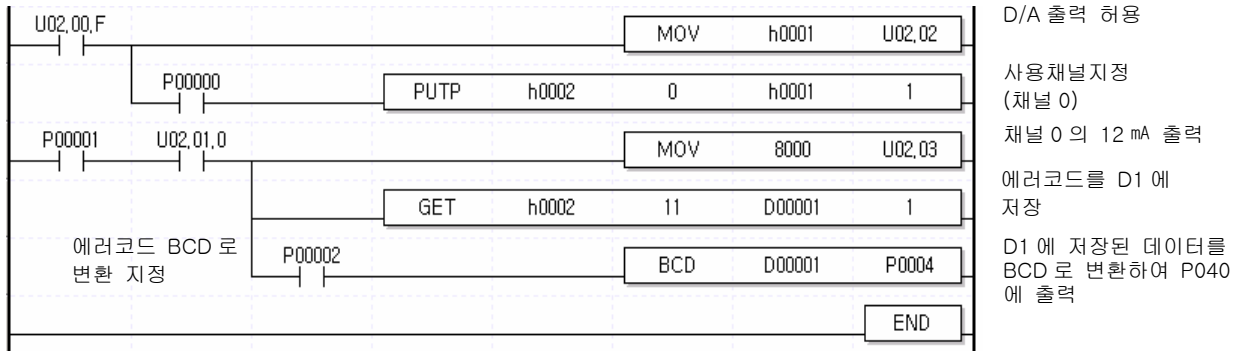 U02,00,F MOV h0001 U02,02 D/A 출력 허용
P00000 PUTP h0002 0 h0001 1 사용채널지정
(채널 0)
P00001 U02,01,0 MOV 8000 U02,03 채널 0 의 12 mA 출력
GET h0002 11 D00001 1 에러코드를 D1 에
저장
에러코드 BCD 로
변환 지정
P00002 BCD D00001 P0004 D1 에 저장된 데이터를
BCD 로 변환하여 P040
에 출력
END